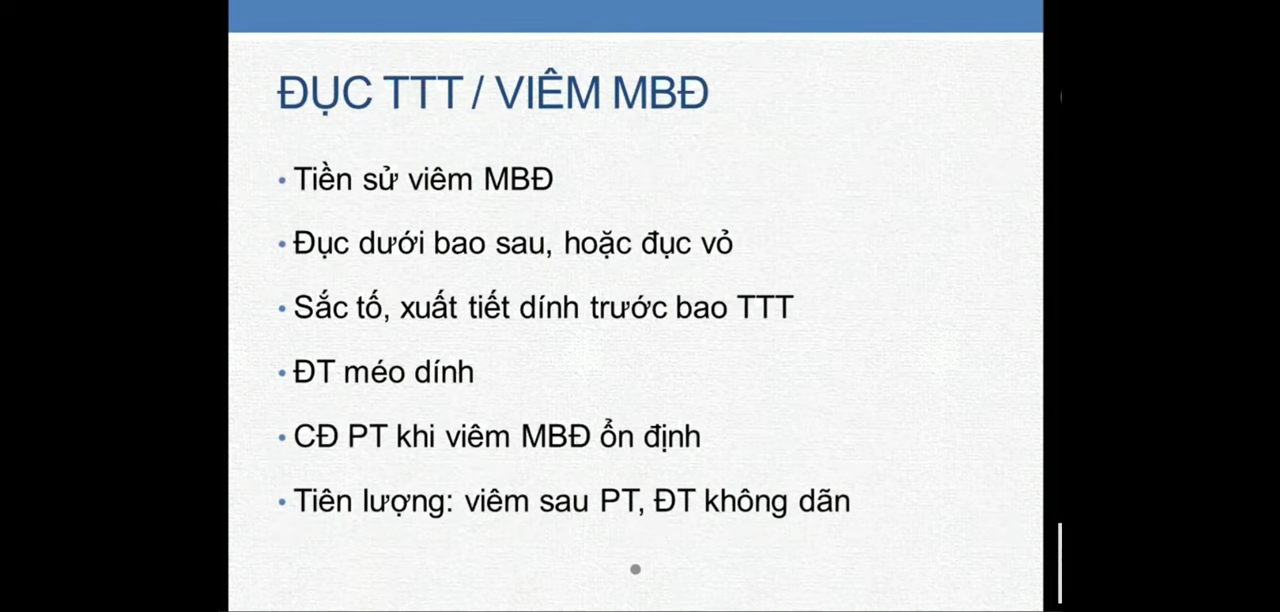 ĐỤC TTT / VIÊM MBĐ
• Tiền sử viêm MBĐ
• Đục dưới bao sau, hoặc đục vỏ
• Sắc tố, xuất tiết dính trước bao TTT
• ĐT méo dính
• CĐ PT khi viêm MBĐ ổn định
• Tiên lượng: viêm sau PT, ĐT không dãn